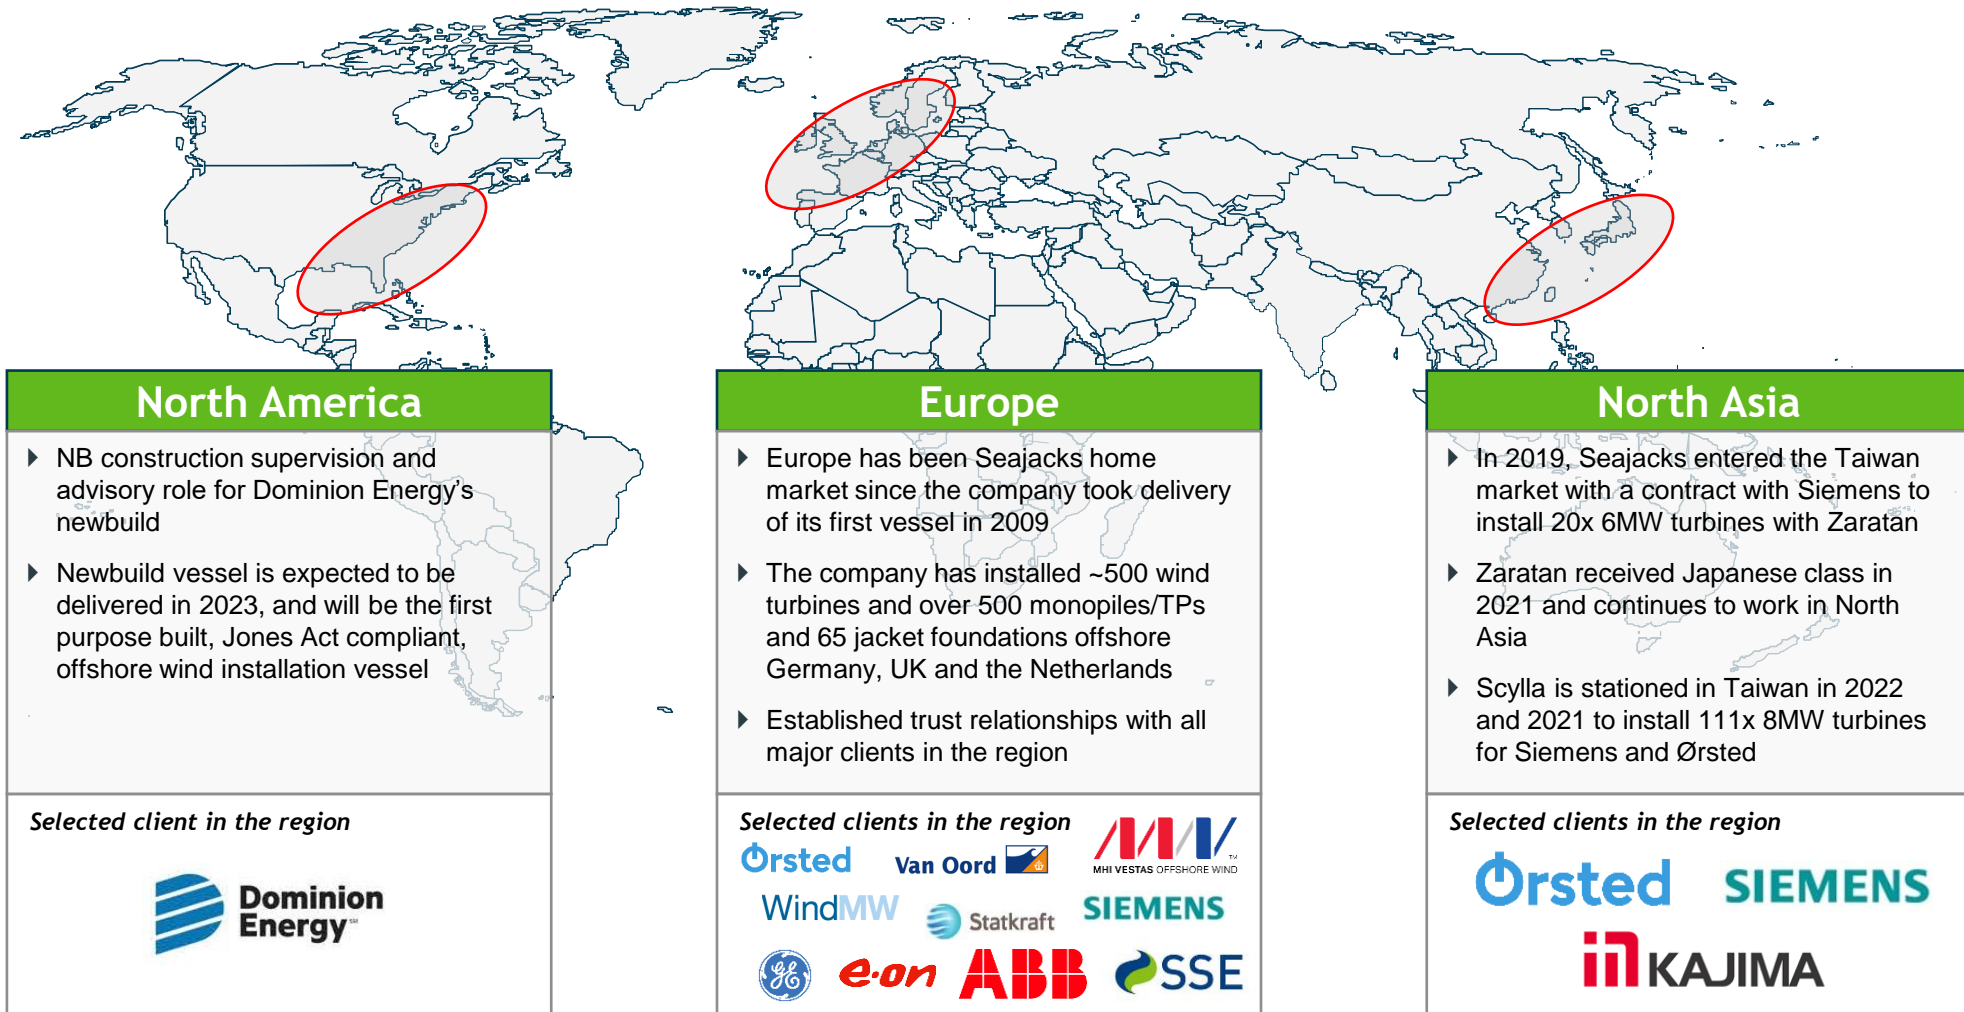 North America
NB construction supervision and
advisory role for Dominion Energy's
newbuild
Newbuild vessel is expected to be
delivered in 2023, and will be the first
purpose built, Jones Act compliant,
offshore wind installation vessel
Selected client in the region
Dominion
Energy℠
Europe
Europe has been Seajacks home
market since the company took delivery
of its first vessel in 2009
The company has installed ~500 wind
turbines and over 500 monopiles/TPs
and 65 jacket foundations offshore
Germany, UK and the Netherlands
Established trust relationships with all
major clients in the region
Selected clients in the region
Ørsted
Van Oord
MHI VESTAS OFFSHORE WIND™
WindMW
Statkraft
SIEMENS
GE
e·on
ABB
SSE
North Asia
In 2019, Seajacks entered the Taiwan
market with a contract with Siemens to
install 20x 6MW turbines with Zaratan
Zaratan received Japanese class in
2021 and continues to work in North
Asia
Scylla is stationed in Taiwan in 2022
and 2021 to install 111x 8MW turbines
for Siemens and Ørsted
Selected clients in the region
Ørsted
SIEMENS
KAJIMA